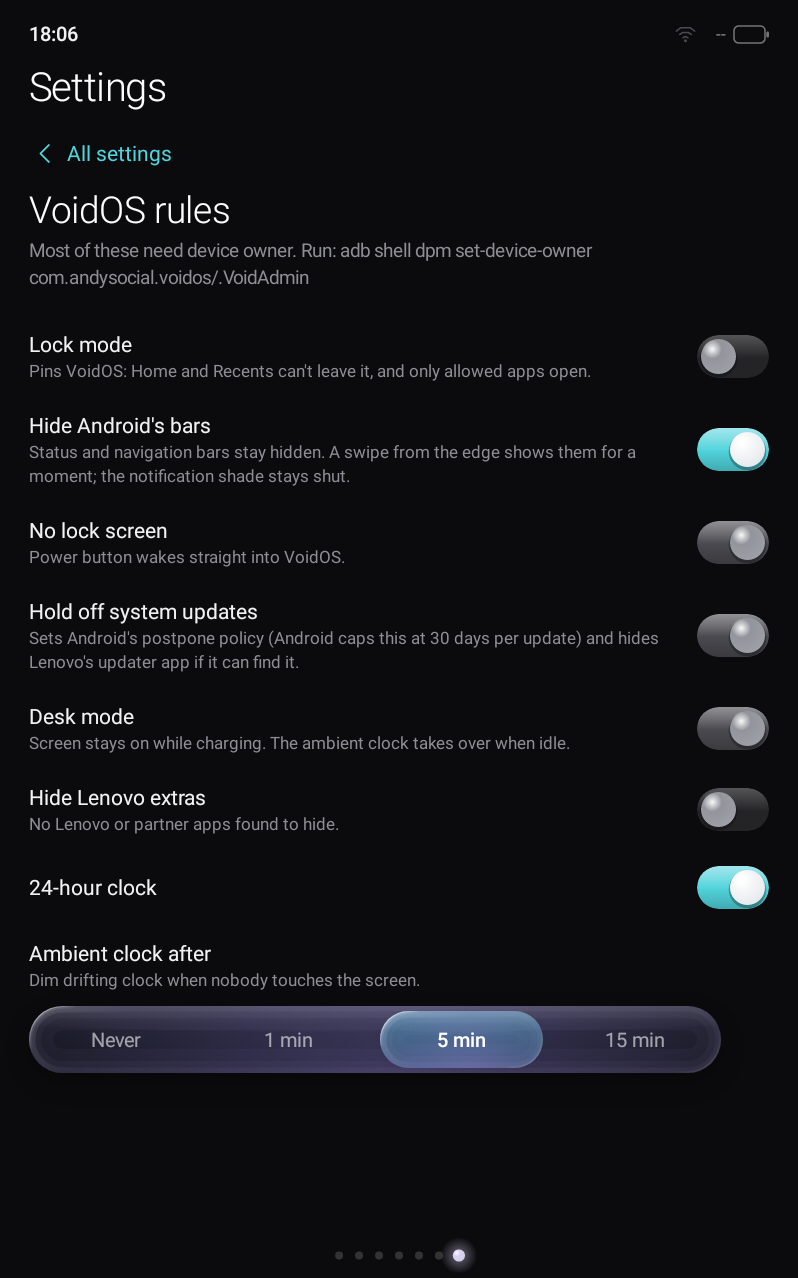 18:06
--
Settings
All settings
VoidOS rules
Most of these need device owner. Run: adb shell dpm set-device-owner
com.andysocial.voidos/.VoidAdmin
Lock mode
Pins VoidOS: Home and Recents can't leave it, and only allowed apps open.
Hide Android's bars
Status and navigation bars stay hidden. A swipe from the edge shows them for a
moment; the notification shade stays shut.
No lock screen
Power button wakes straight into VoidOS.
Hold off system updates
Sets Android's postpone policy (Android caps this at 30 days per update) and hides
Lenovo's updater app if it can find it.
Desk mode
Screen stays on while charging. The ambient clock takes over when idle.
Hide Lenovo extras
No Lenovo or partner apps found to hide.
24-hour clock
Ambient clock after
Dim drifting clock when nobody touches the screen.
Never 1 min 5 min 15 min